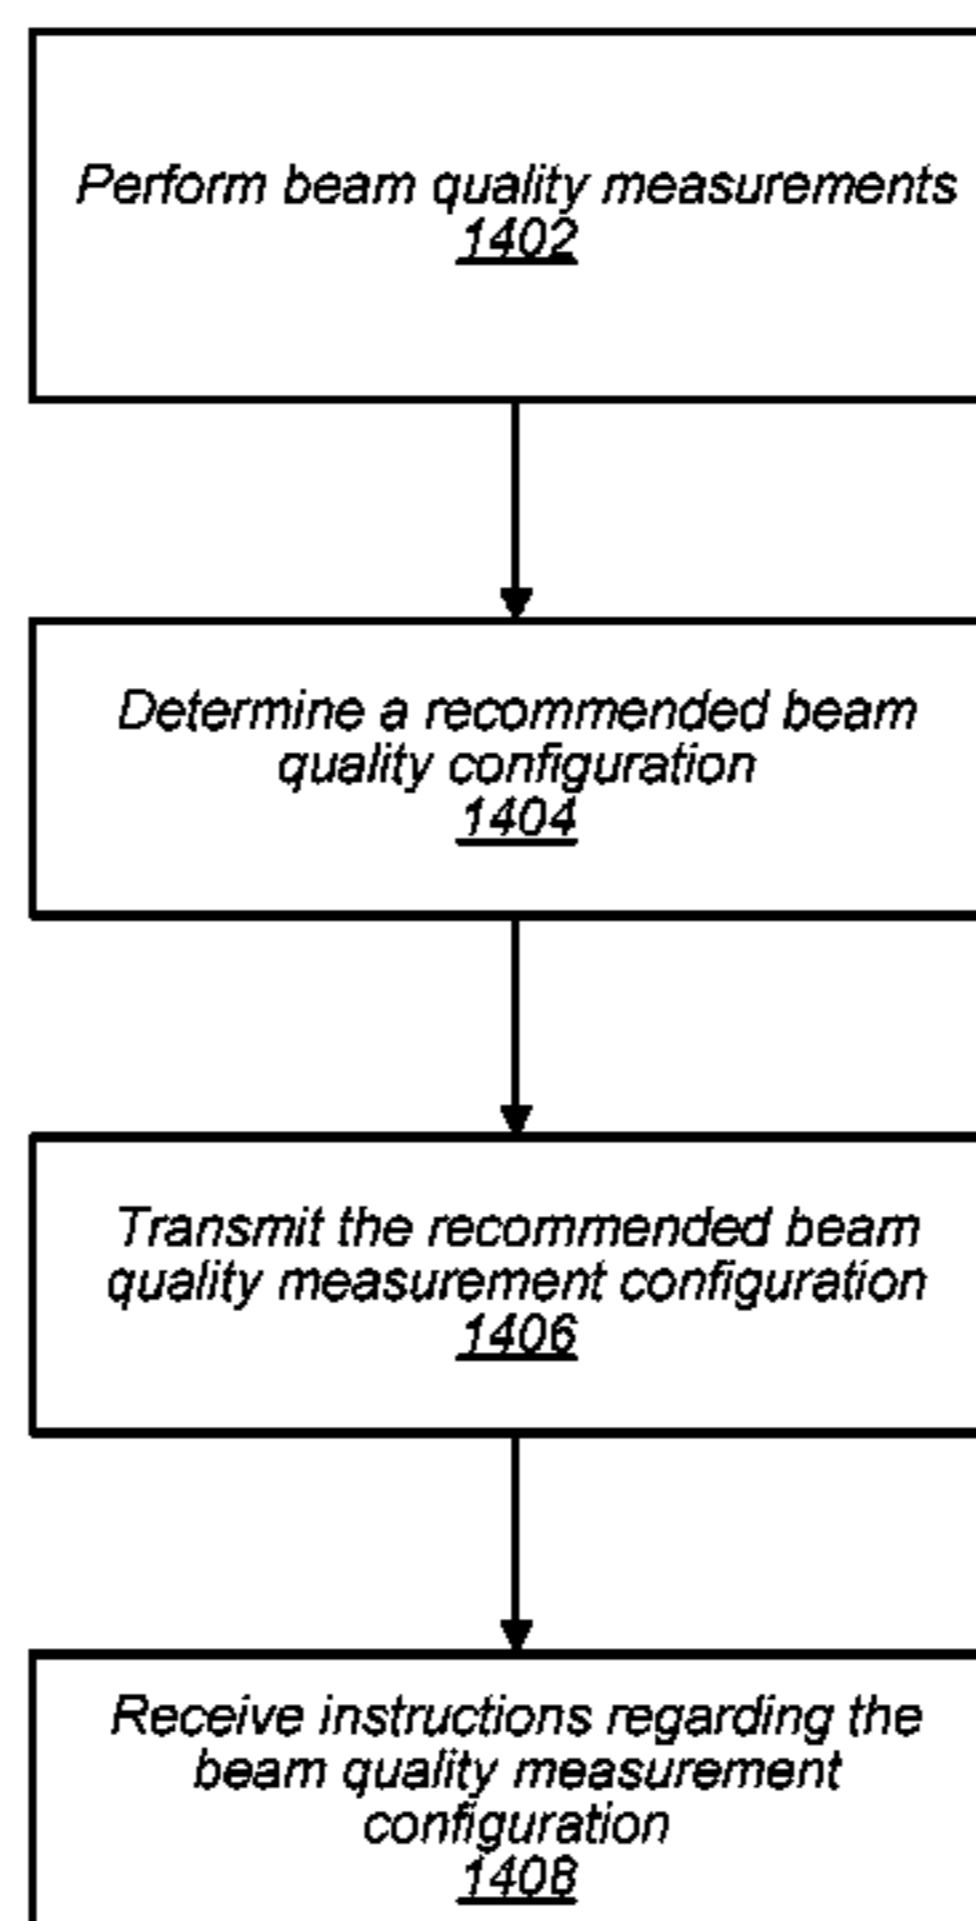 Perform beam quality measurements
1402
Determine a recommended beam
quality configuration
1404
Transmit the recommended beam
quality measurement configuration
1406
Receive instructions regarding the
beam quality measurement
configuration
1408